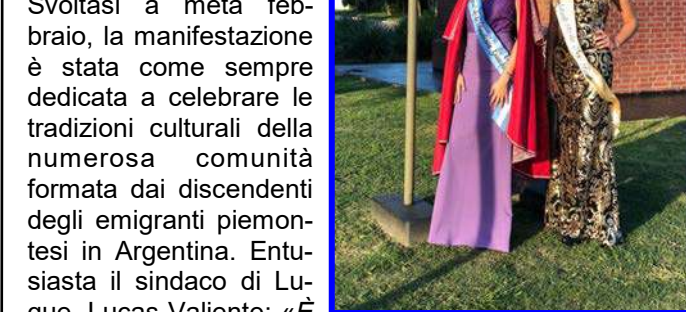 Svoltasi a metà feb-
braio, la manifestazione
è stata come sempre
dedicata a celebrare le
tradizioni culturali della
numerosa comunità
formata dai discendenti
degli emigranti piemon-
tesi in Argentina. Entu-
siasta il sindaco di Lu-
que, Lucas Valiente: «È